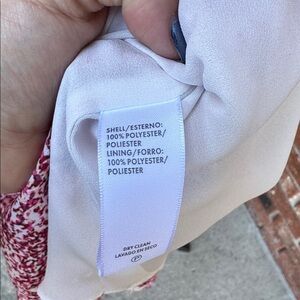 SHELL/ESTERNO:
100% POLYESTER/
POLIESTER
LINING/FORRO:
100% POLYESTER/
POLIESTER
DRY CLEAN
LAVADO EN SECO
P